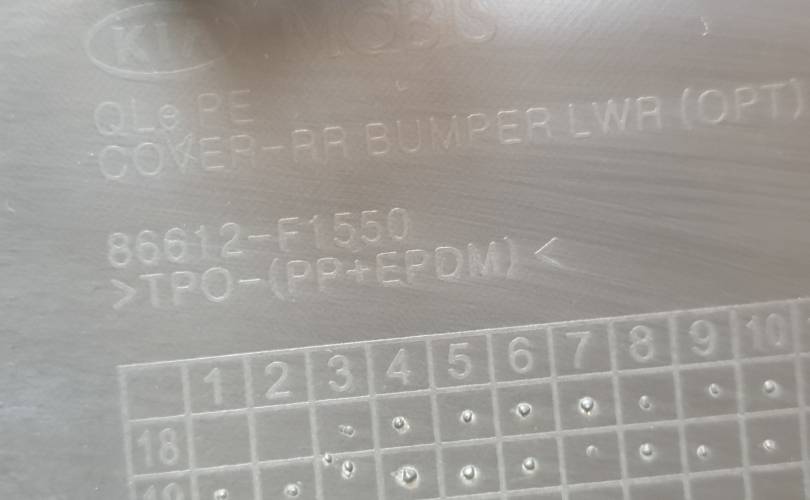 KIA MOBIS
QLe PE
COVER-RR BUMPER LWR (OPT)
86612-F1550
>TPO-(PP+EPDM)<
1 2 3 4 5 6 7 8 9 10
18
19